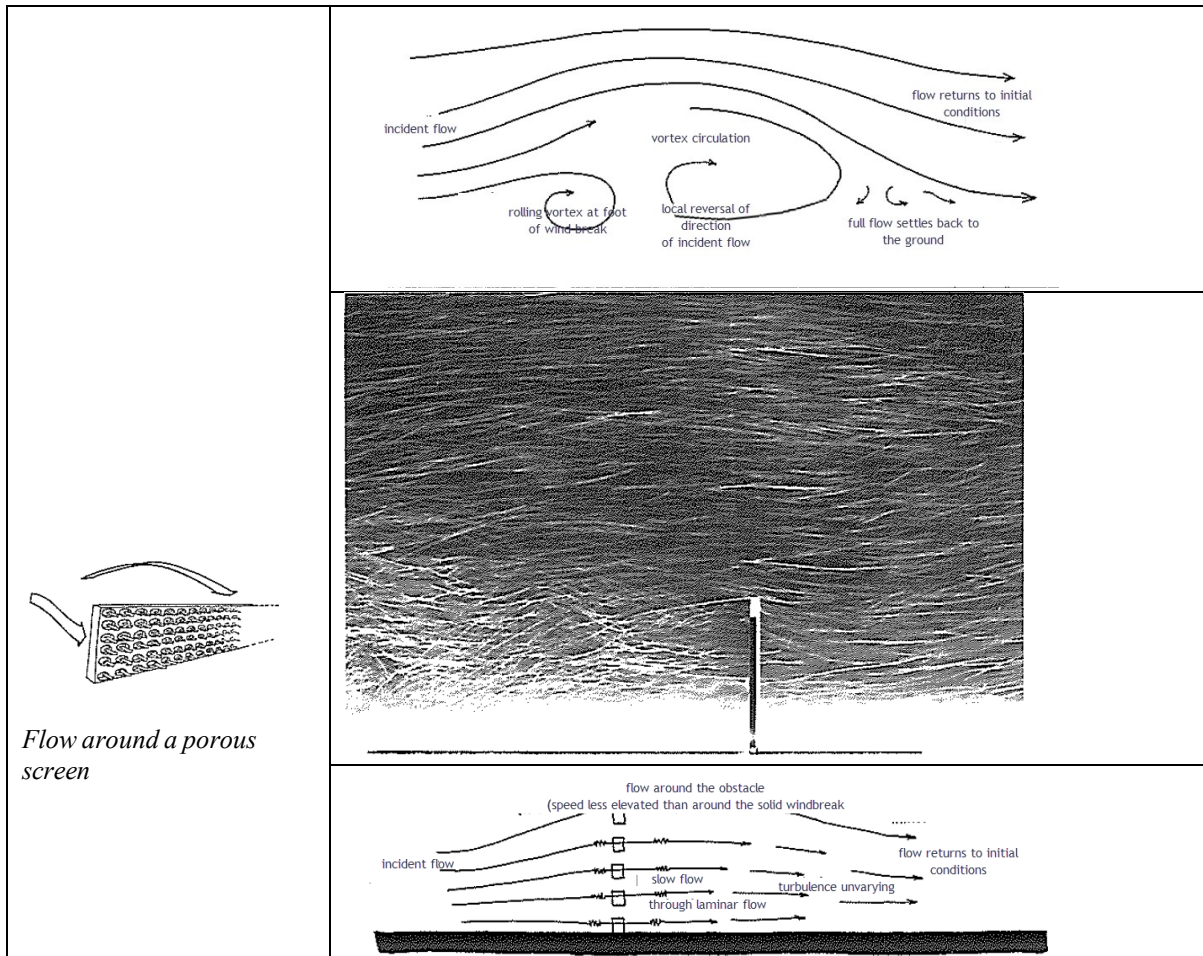 incident flow
flow returns to initial
conditions
vortex circulation
rolling vortex at foot
of wind break
local reversal of
direction
of incident flow
full flow settles back to
the ground
Flow around a porous
screen
flow around the obstacle
(speed less elevated than around the solid windbreak
incident flow
flow returns to initial
conditions
slow flow
turbulence unvarying
through laminar flow